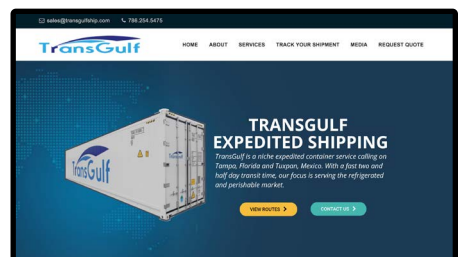 sales@transgulfship.com 786.254.5475
TransGulf
HOME ABOUT SERVICES TRACK YOUR SHIPMENT MEDIA REQUEST QUOTE
TRANSGULF
EXPEDITED SHIPPING
TransGulf is a niche expedited container service calling on
Tampa, Florida and Tuxpan, Mexico. With a fast two and
half day transit time, our focus is serving the refrigerated
and perishable market.
VIEW ROUTES
CONTACT US
TransGulf
TransGulf